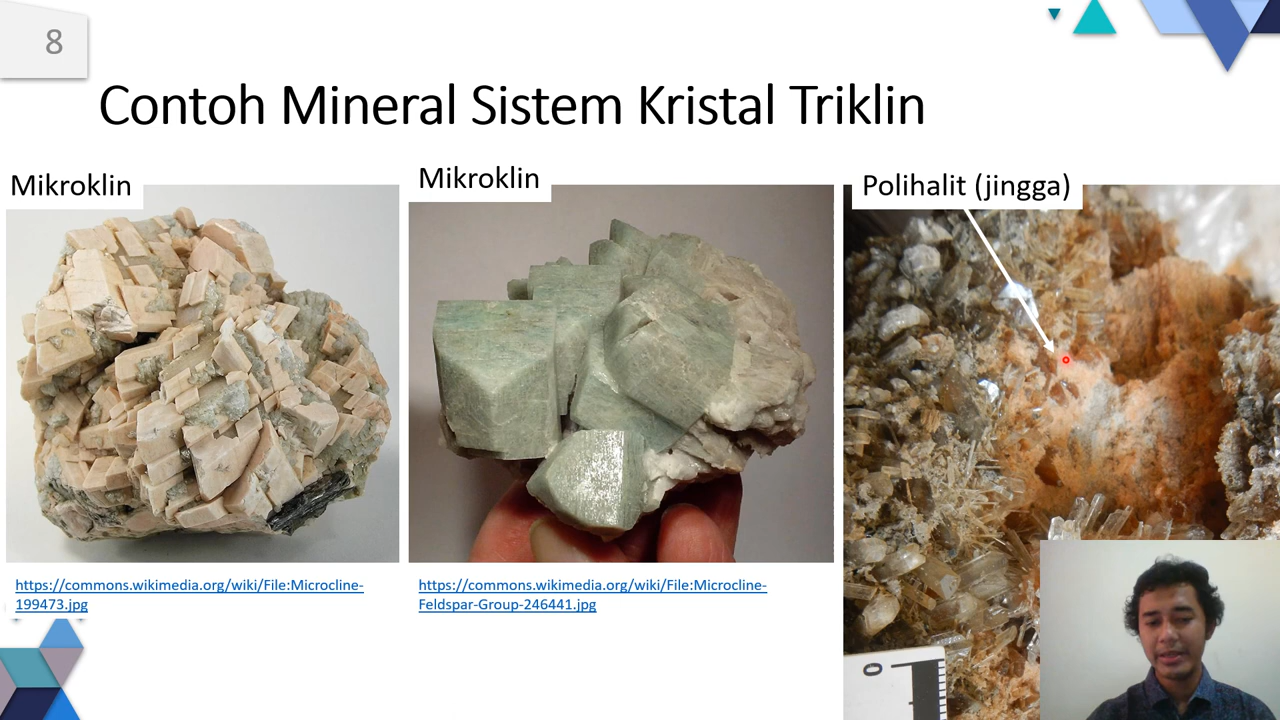 8
Contoh Mineral Sistem Kristal Triklin
Mikroklin
Mikroklin
Polihalit (jingga)
https://commons.wikimedia.org/wiki/File:Microcline-
199473.jpg
https://commons.wikimedia.org/wiki/File:Microcline-
Feldspar-Group-246441.jpg
0